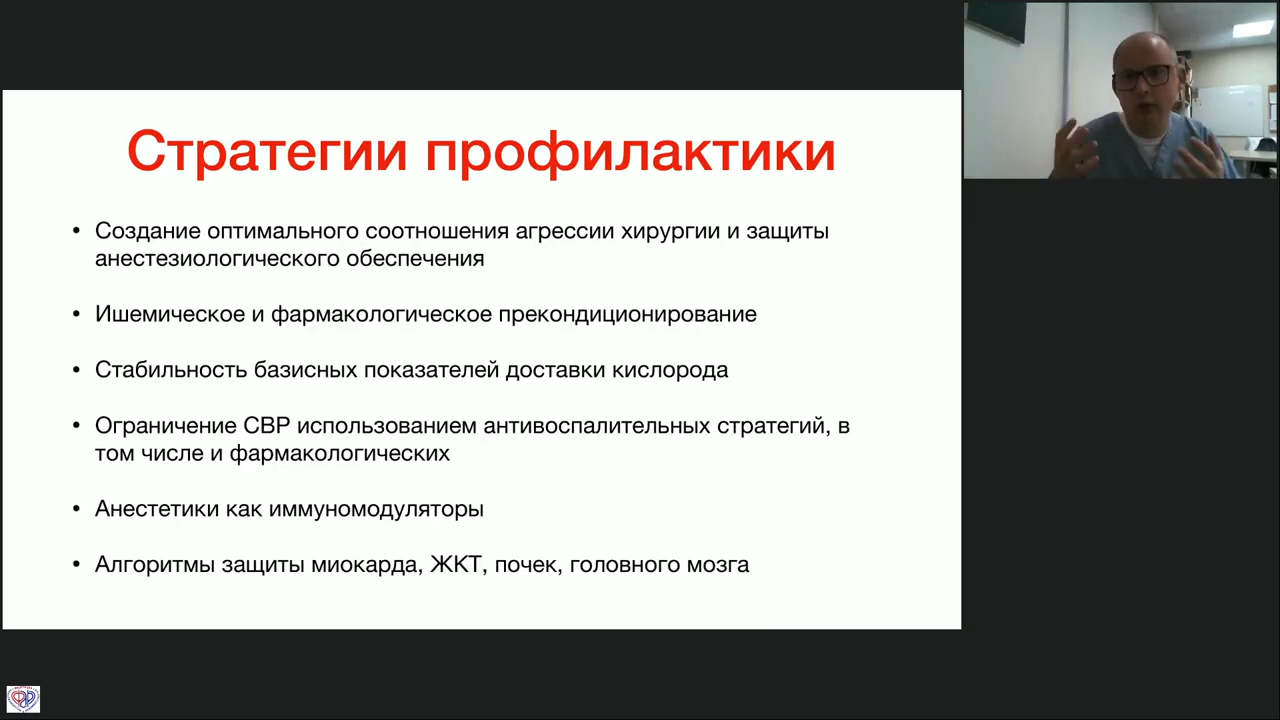 Стратегии профилактики
• Создание оптимального соотношения агрессии хирургии и защиты
анестезиологического обеспечения
• Ишемическое и фармакологическое прекондиционирование
• Стабильность базисных показателей доставки кислорода
• Ограничение СВР использованием антивоспалительных стратегий, в
том числе и фармакологических
• Анестетики как иммуномодуляторы
• Алгоритмы защиты миокарда, ЖКТ, почек, головного мозга